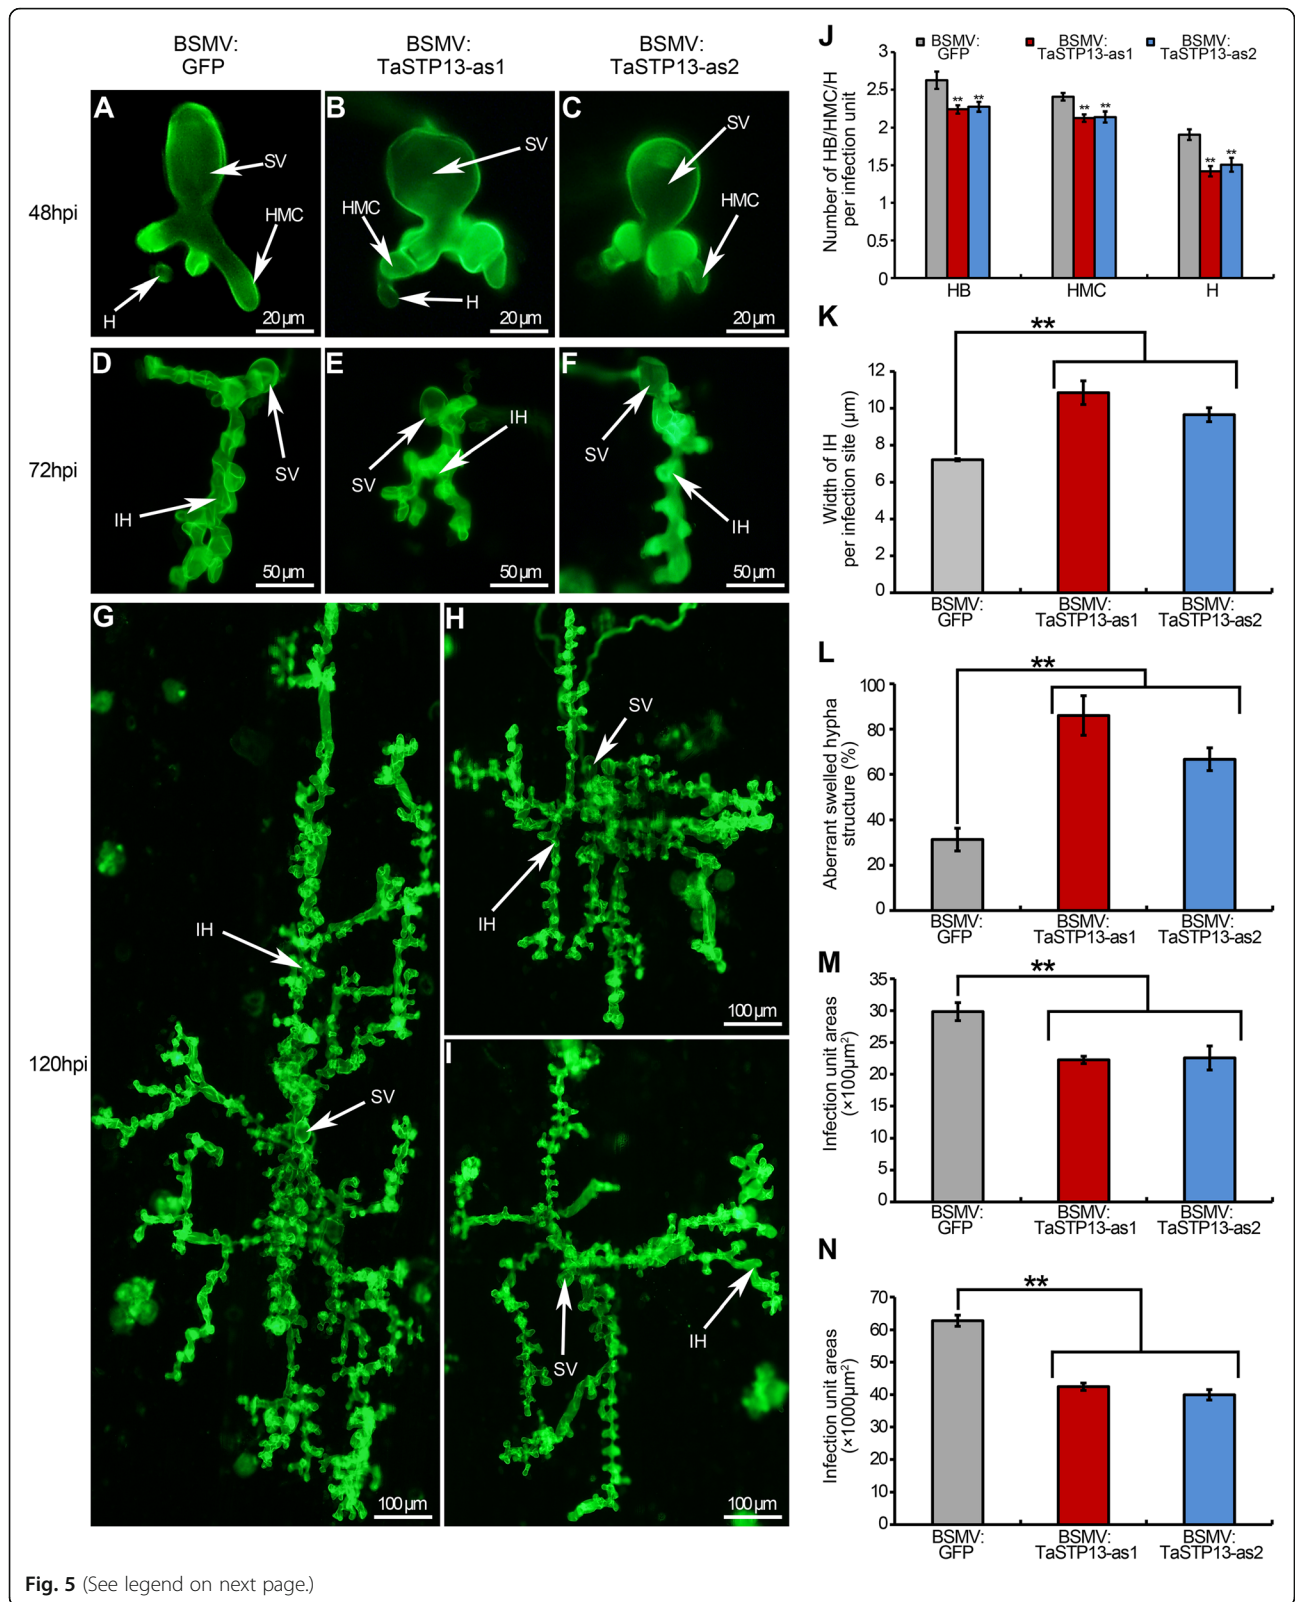 BSMV:
GFP
BSMV:
TaSTP13-as1
BSMV:
TaSTP13-as2
48hpi
A
SV
HMC
H
20 µm
B
SV
HMC
H
20 µm
C
SV
HMC
20 µm
72hpi
D
SV
IH
50 µm
E
IH
SV
50 µm
F
SV
IH
50 µm
120hpi
G
IH
SV
100 µm
H
SV
IH
100 µm
I
SV
IH
100 µm
J
BSMV:
GFP
BSMV:
TaSTP13-as1
BSMV:
TaSTP13-as2
Number of HB/HMC/H
per infection unit
3
2.5
2
1.5
1
0.5
0
** **
** **
** **
HB HMC H
K
**
Width of IH
per infection site (µm)
12
10
8
6
4
2
0
BSMV:
GFP
BSMV:
TaSTP13-as1
BSMV:
TaSTP13-as2
L
**
Aberrant swelled hypha
structure (%)
100
80
60
40
20
0
BSMV:
GFP
BSMV:
TaSTP13-as1
BSMV:
TaSTP13-as2
M
**
Infection unit areas
(×100µm²)
35
30
25
20
15
10
5
0
BSMV:
GFP
BSMV:
TaSTP13-as1
BSMV:
TaSTP13-as2
N
**
Infection unit areas
(×1000µm²)
70
60
50
40
30
20
10
0
BSMV:
GFP
BSMV:
TaSTP13-as1
BSMV:
TaSTP13-as2
Fig. 5 (See legend on next page.)